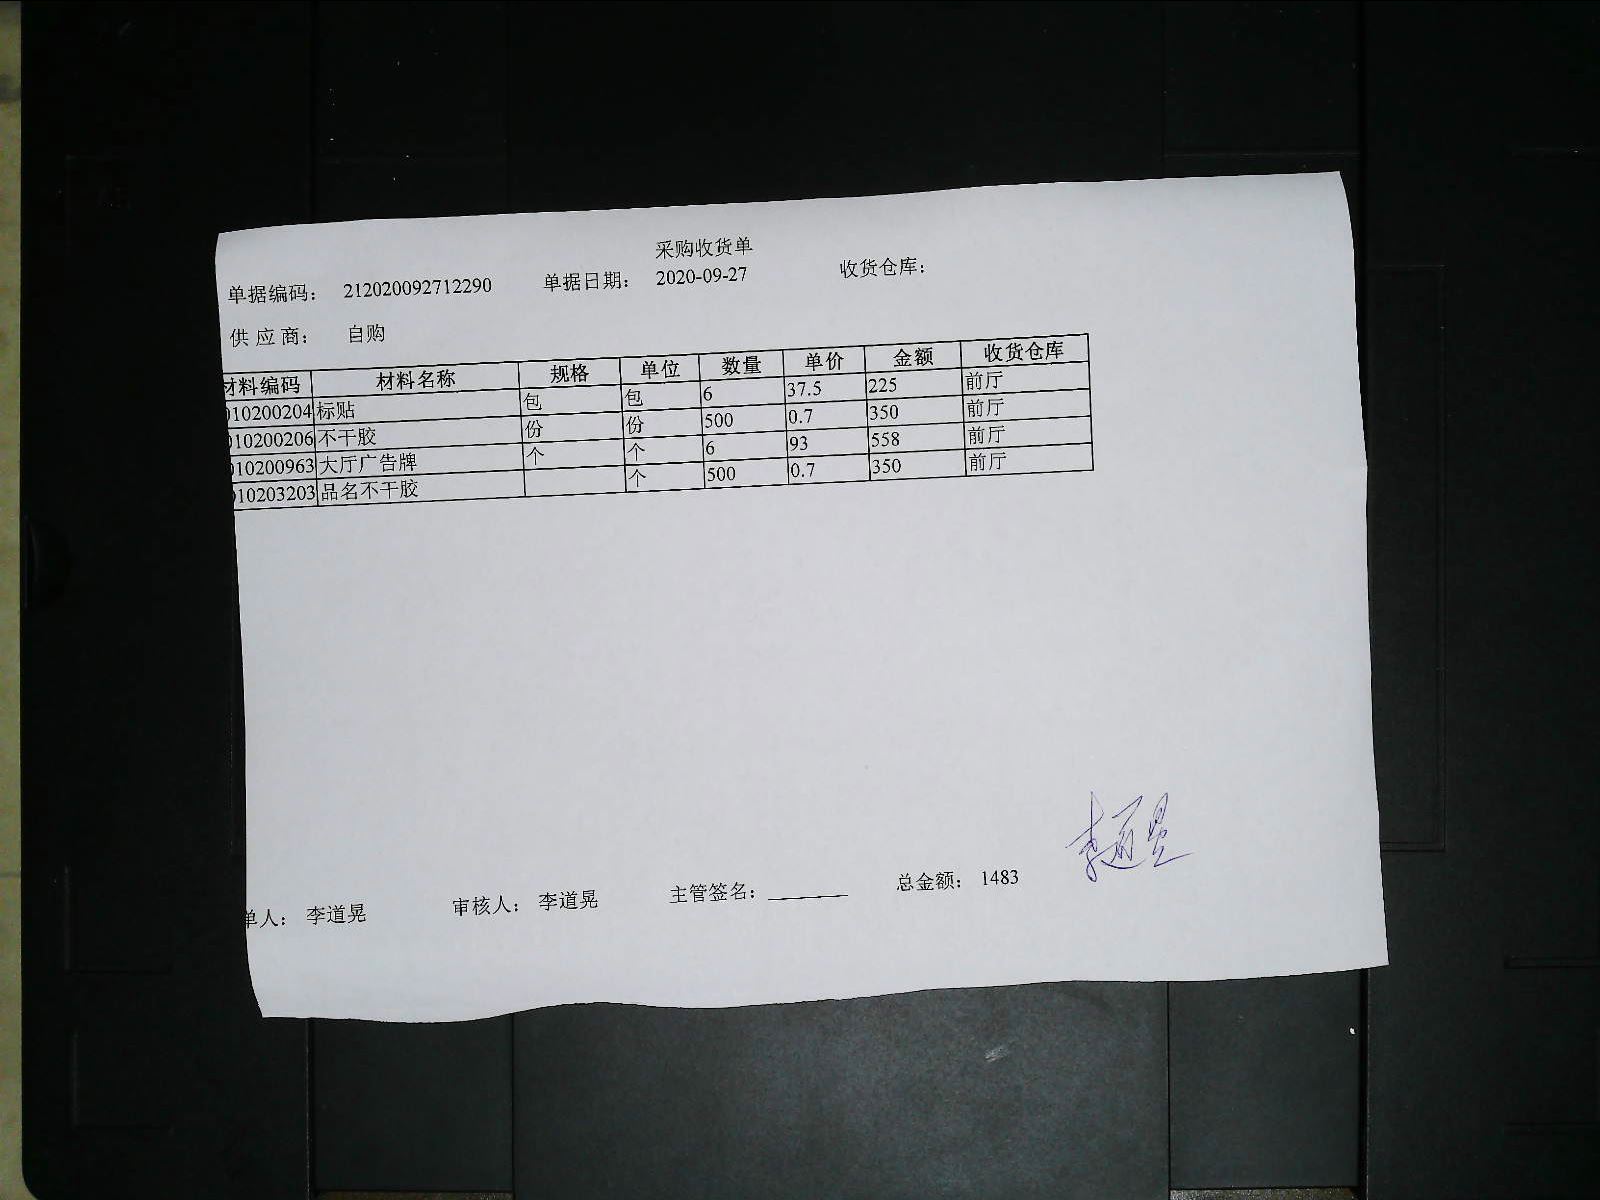 采购收货单
单据编码： 212020092712290 单据日期： 2020-09-27 收货仓库：
供 应 商： 自购
材料编码 材料名称 规格 单位 数量 单价 金额 收货仓库
010200204 标贴 包 包 6 37.5 225 前厅
010200206 不干胶 份 份 500 0.7 350 前厅
010200963 大厅广告牌 个 个 6 93 558 前厅
010203203 品名不干胶 个 500 0.7 350 前厅
单人： 李道晃 审核人： 李道晃 主管签名：________ 总金额： 1483
李道晃